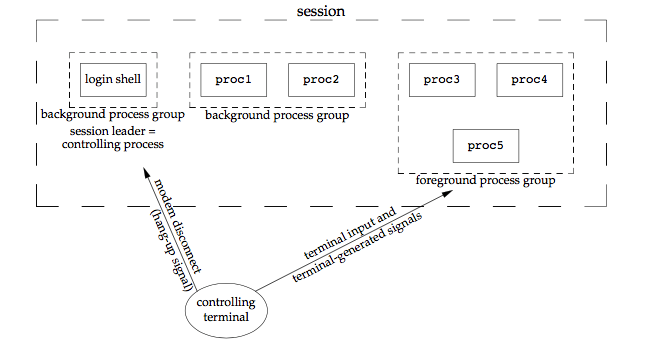 session
login shell
proc1
proc2
proc3
proc4
proc5
background process group
session leader =
controlling process
background process group
foreground process group
modem disconnect
(hang-up signal)
terminal input and
terminal-generated signals
controlling
terminal